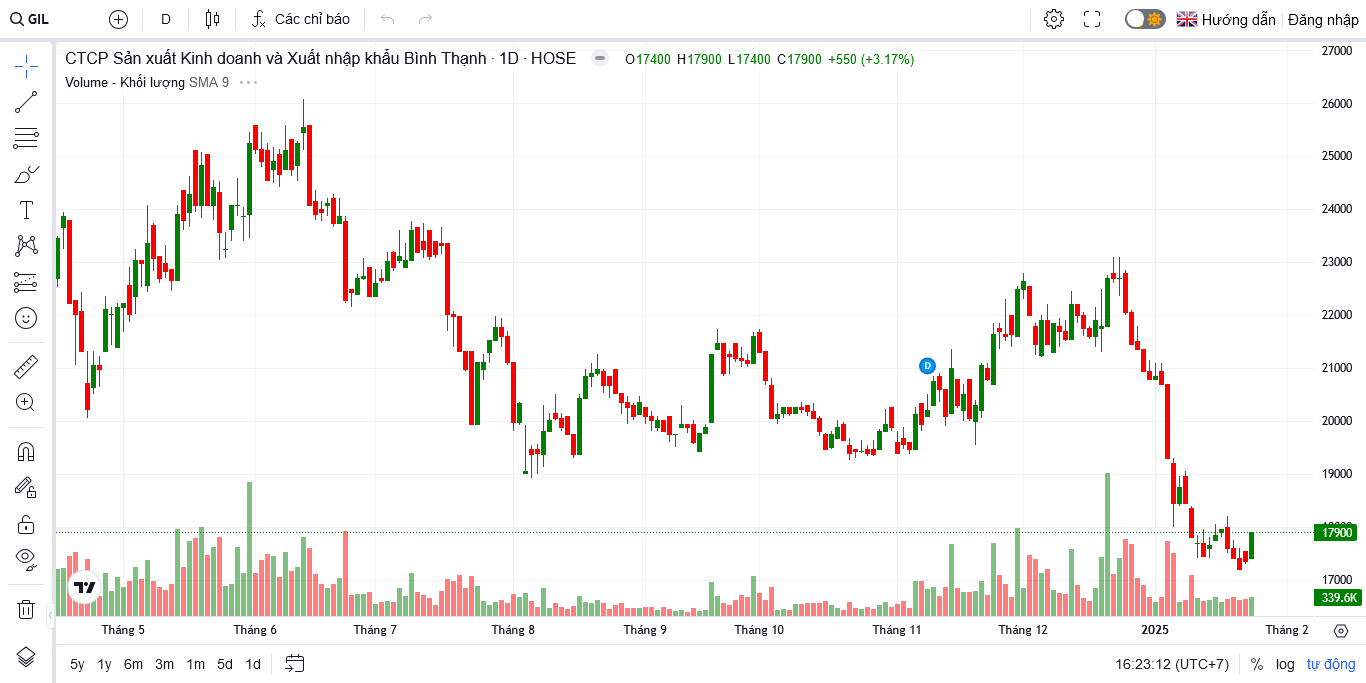 GIL D Các chỉ báo Hướng dẫn Đăng nhập
CTCP Sản xuất Kinh doanh và Xuất nhập khẩu Bình Thạnh · 1D · HOSE O17400 H17900 L17400 C17900 +550 (+3.17%)
Volume - Khối lượng SMA 9
27000
26000
25000
24000
23000
22000
21000
D
20000
19000
17900
17000
339.6K
Tháng 5 Tháng 6 Tháng 7 Tháng 8 Tháng 9 Tháng 10 Tháng 11 Tháng 12 2025 Tháng 2
5y 1y 6m 3m 1m 5d 1d 16:23:12 (UTC+7) % log tự động